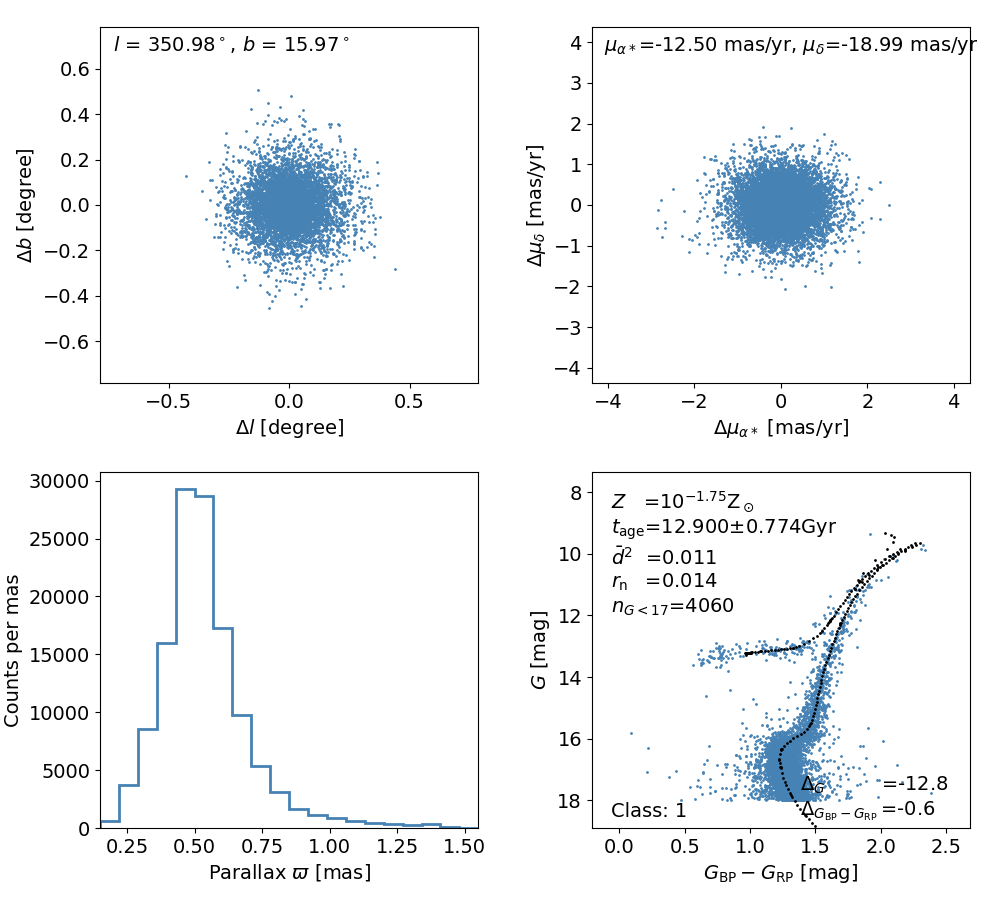 l = 350.98°, b = 15.97°
0.6
0.4
0.2
0.0
−0.2
−0.4
−0.6
Δb [degree]
−0.5 0.0 0.5
Δl [degree]
μα*=-12.50 mas/yr, μδ=-18.99 mas/yr
4
3
2
1
0
−1
−2
−3
−4
Δμδ [mas/yr]
−4 −2 0 2 4
Δμα* [mas/yr]
30000
25000
20000
15000
10000
5000
0
Counts per mas
0.25 0.50 0.75 1.00 1.25 1.50
Parallax ϖ [mas]
8
10
12
14
16
18
G [mag]
Z =10^−1.75 Z⊙
tage=12.900±0.774Gyr
d̄² =0.011
rn =0.014
nG<17=4060
ΔG =-12.8
ΔGBP−GRP=-0.6
Class: 1
0.0 0.5 1.0 1.5 2.0 2.5
GBP − GRP [mag]